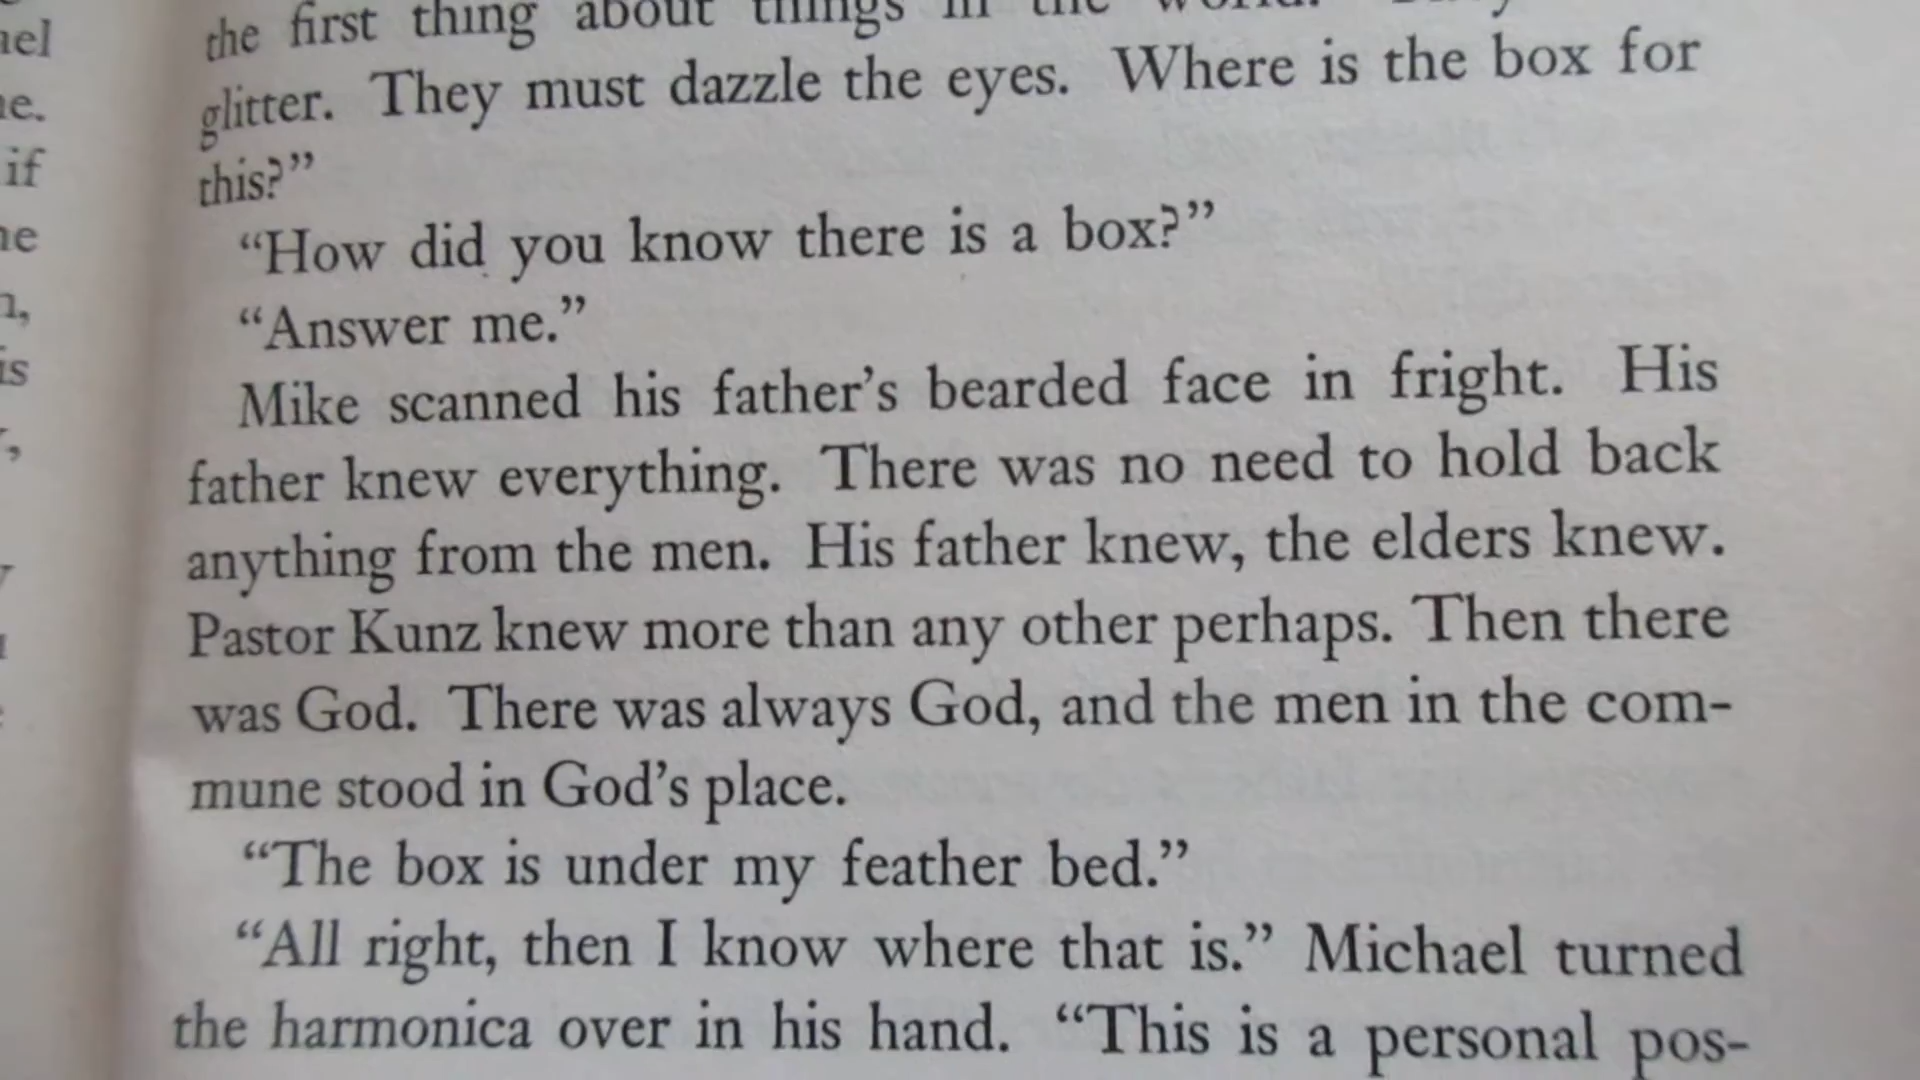 the first thing about things in the world.
glitter. They must dazzle the eyes. Where is the box for
this?”
“How did you know there is a box?”
“Answer me.”
Mike scanned his father’s bearded face in fright. His
father knew everything. There was no need to hold back
anything from the men. His father knew, the elders knew.
Pastor Kunz knew more than any other perhaps. Then there
was God. There was always God, and the men in the com-
mune stood in God’s place.
“The box is under my feather bed.”
“All right, then I know where that is.” Michael turned
the harmonica over in his hand. “This is a personal pos-